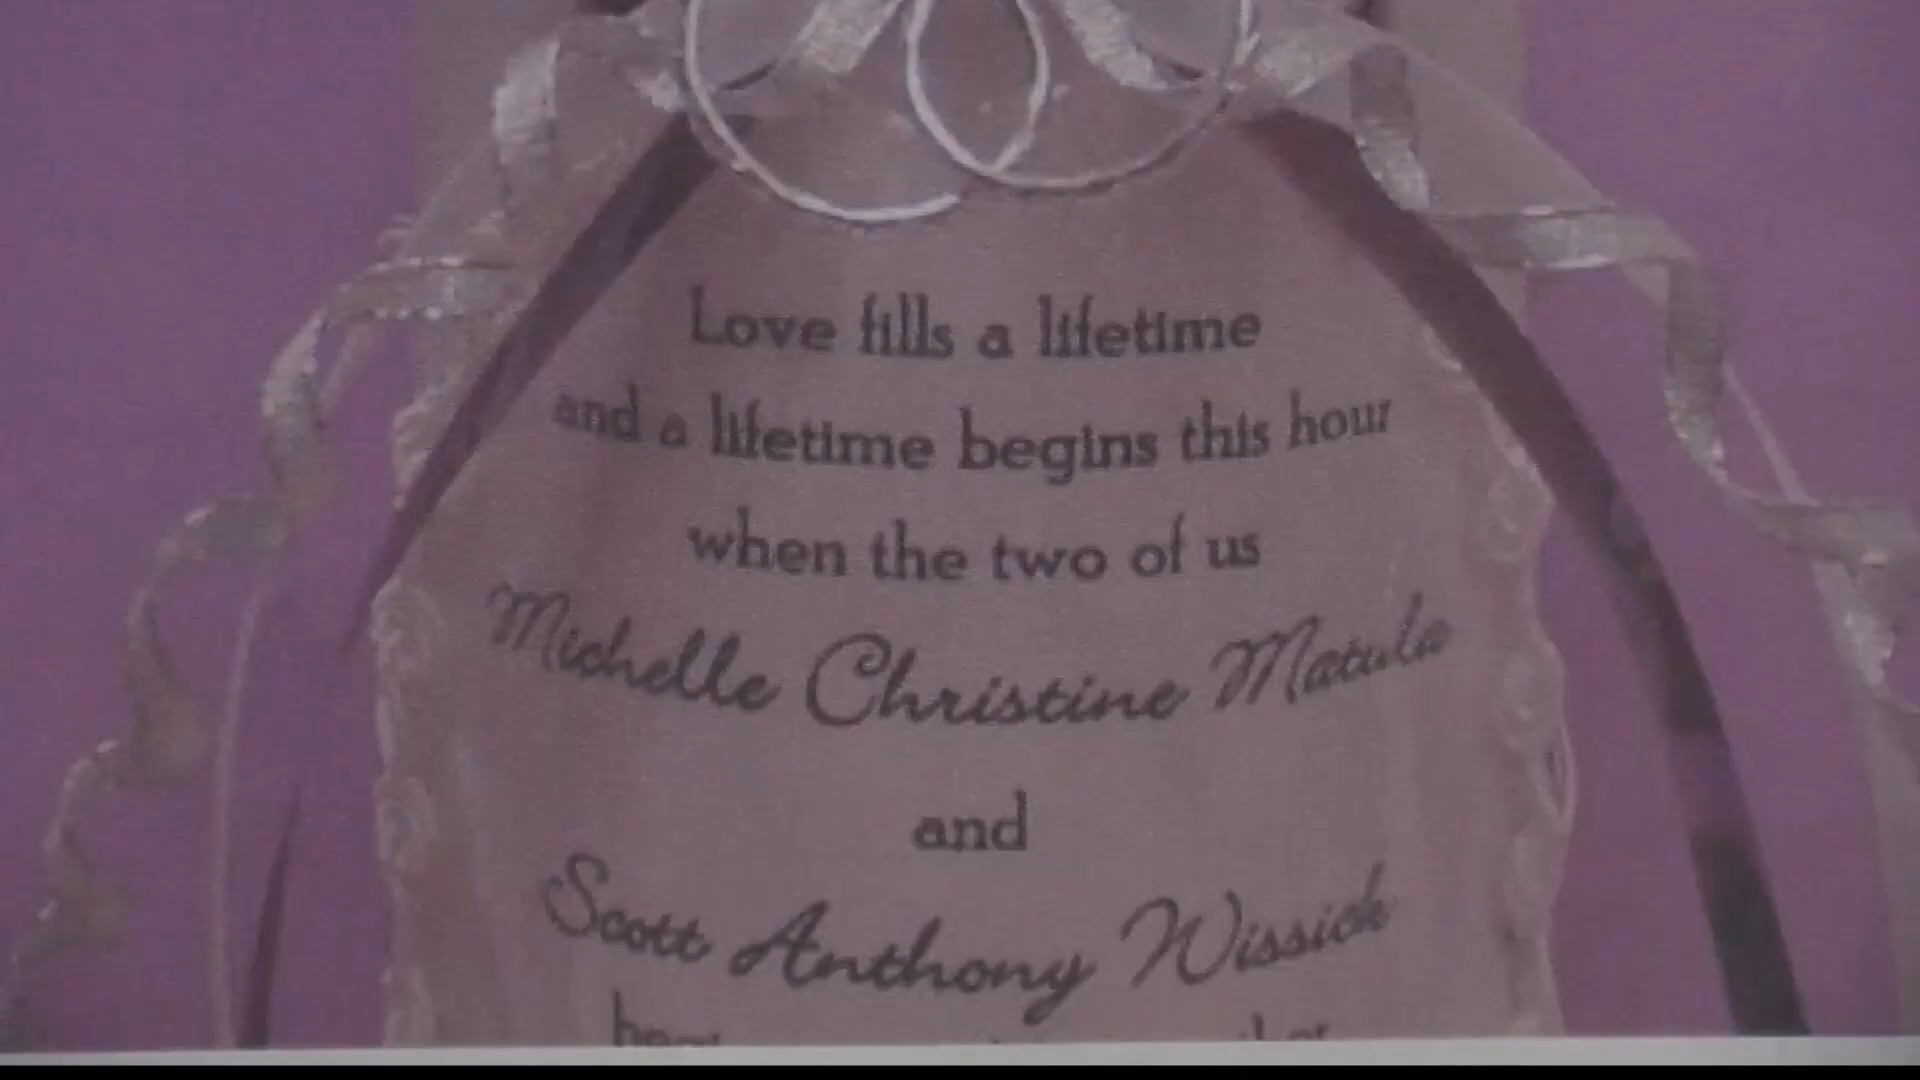 Love fills a lifetime
and a lifetime begins this hour
when the two of us
Michelle Christine Matula
and
Scott Anthony Wissick